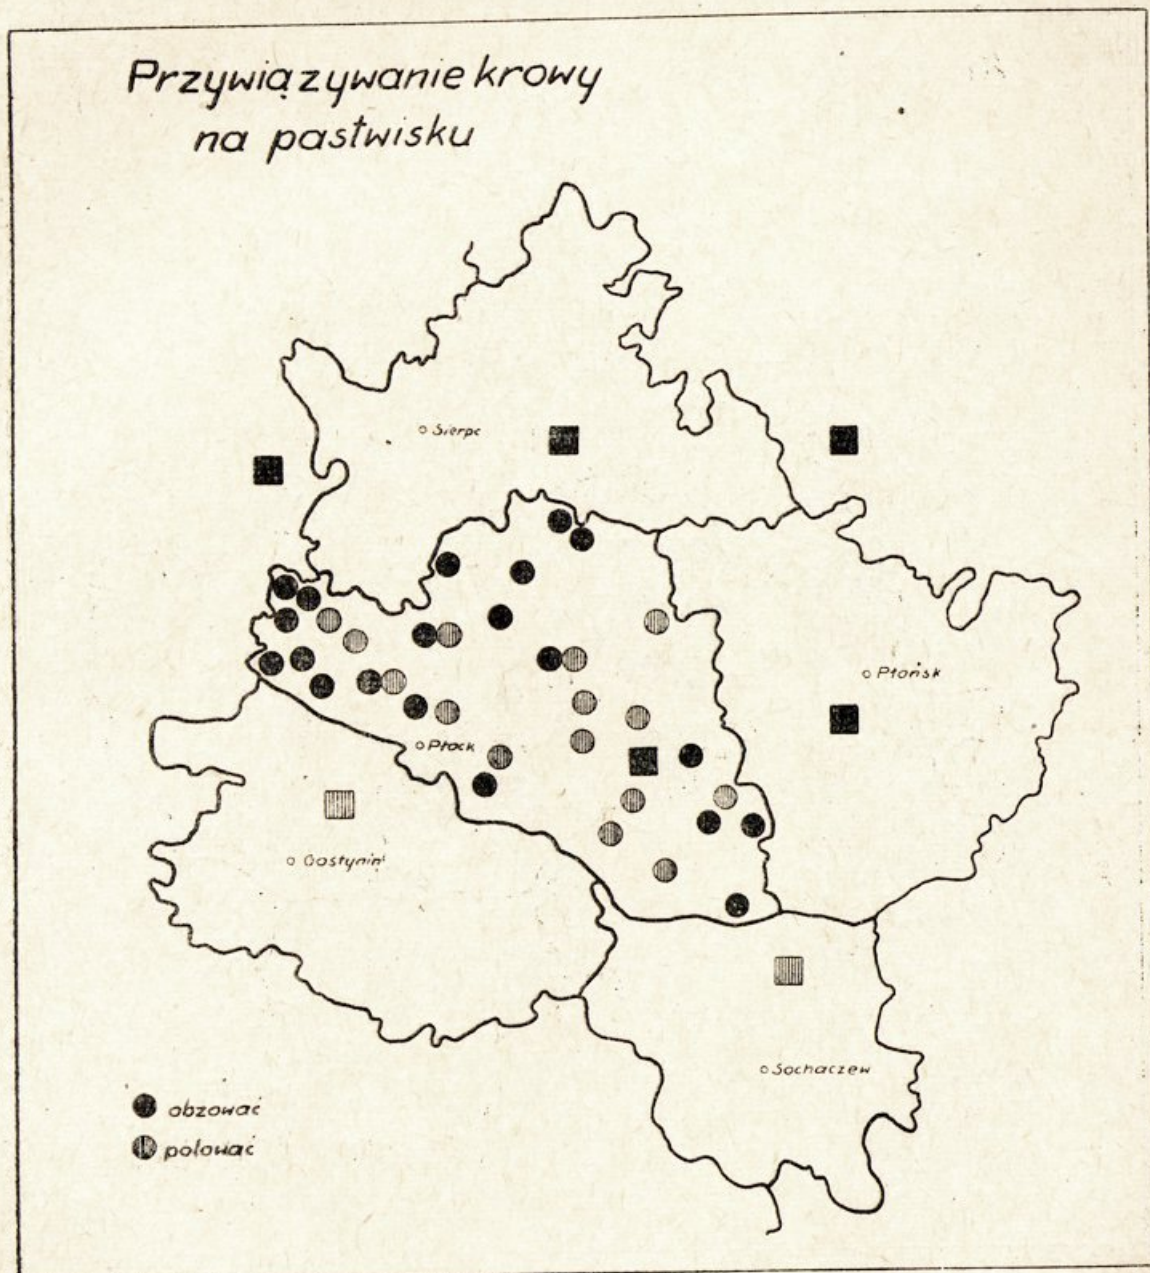 Przywiązywanie krowy
na pastwisku
Sierpc
Płońsk
Płock
Gostynin
Sochaczew
obzować
polować